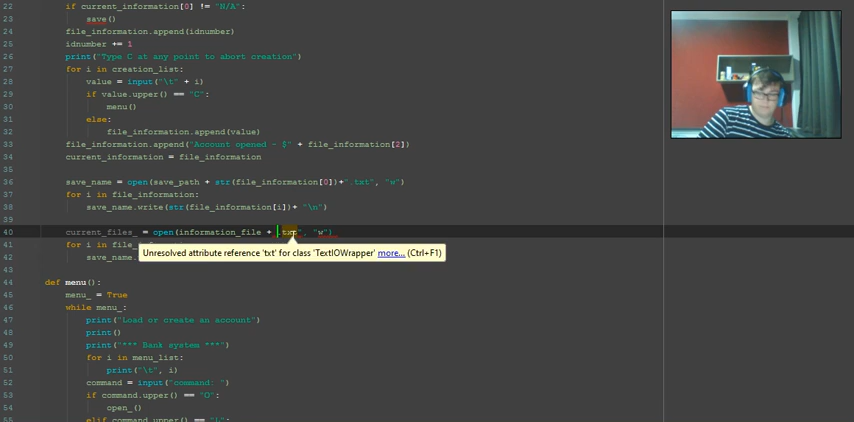 22 if current_information[0] != "N/A":
23 save()
24 file_information.append(idnumber)
25 idnumber += 1
26 print("Type C at any point to abort creation")
27 for i in creation_list:
28 value = input("\t" + i)
29 if value.upper() == "C":
30 menu()
31 else:
32 file_information.append(value)
33 file_information.append("Account opened - $" + file_information[2])
34 current_information = file_information
35
36 save_name = open(save_path + str(file_information[0])+".txt", "w")
37 for i in file_information:
38 save_name.write(str(file_information[i])+ "\n")
39
40 current_files_ = open(information_file + .txt", "w")
41 for i in file_
Unresolved attribute reference 'txt' for class 'TextIOWrapper' more... (Ctrl+F1)
42 save_name.
43
44 def menu():
45 menu_ = True
46 while menu_:
47 print("Load or create an account")
48 print()
49 print("*** Bank system ***")
50 for i in menu_list:
51 print("\t", i)
52 command = input("command: ")
53 if command.upper() == "O":
54 open_()
55 elif command.upper() == "L":